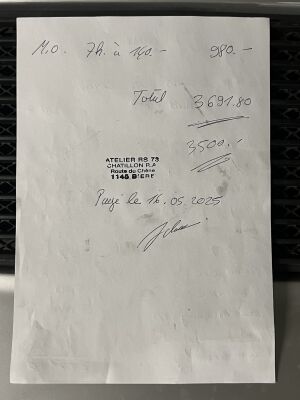 M.O. 7h. à 140.- 980.-
Total 3691.80
3500.-
ATELIER RS 73
CHATILLON P.A
Route du Chêne
1145 BIERE
Payé le 16.05.2025